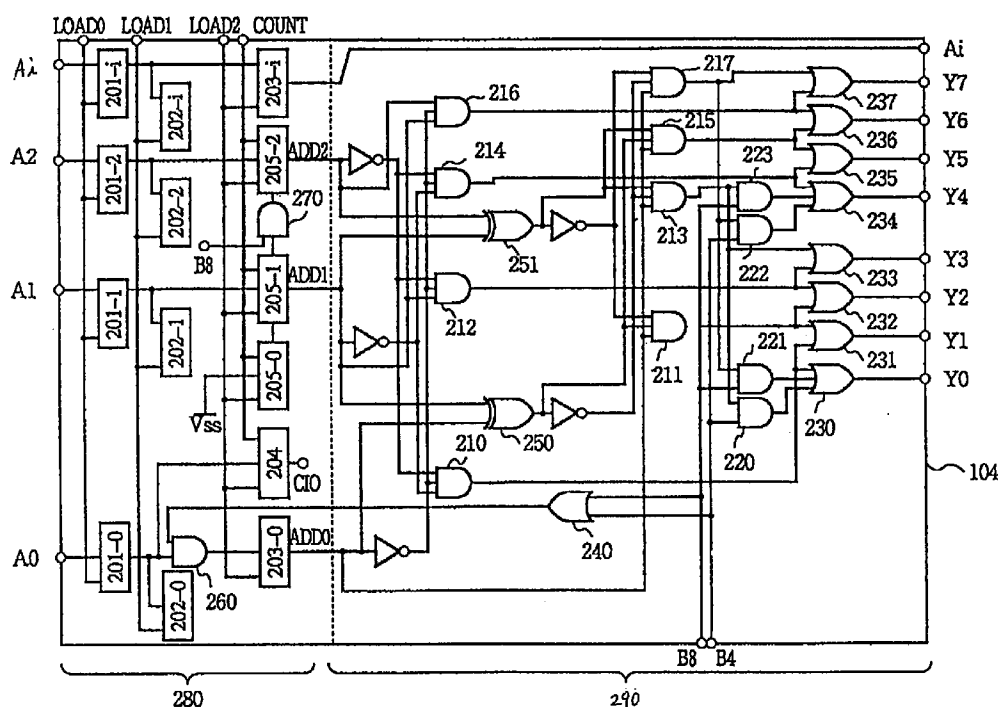 LOAD0 LOAD1 LOAD2 COUNT
Ai 201-i 202-i 203-i 217 Ai
Y7
237
216 215 Y6
236
A2 201-2 202-2 205-2 ADD2 214 223 Y5
235
270 213 Y4
234
B8 251 222
Y3
233
A1 201-1 202-1 205-1 ADD1 212 Y2
232
211 221 Y1
231
205-0 Y0
VSS 210 250 220 230
204 CIO 104
240
A0 201-0 202-0 260 203-0 ADD0
B8 B4
280 290